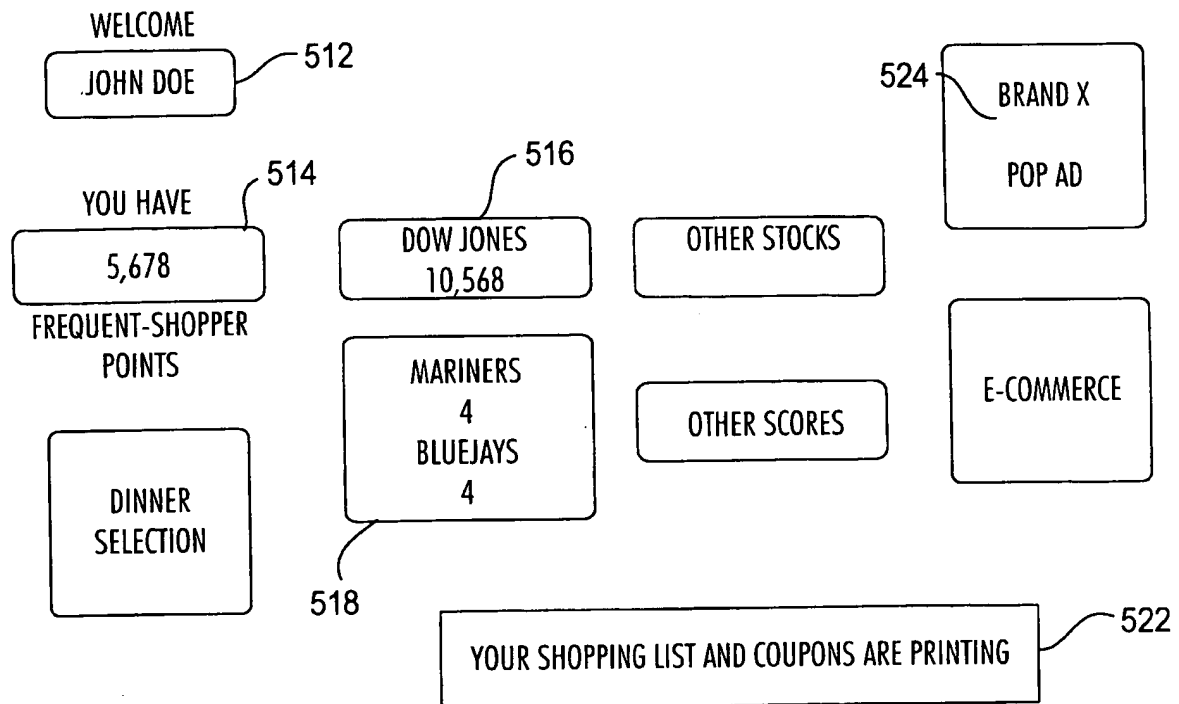 WELCOME
JOHN DOE
512
524
BRAND X
POP AD
514
516
YOU HAVE
5,678
FREQUENT-SHOPPER
POINTS
DOW JONES
10,568
OTHER STOCKS
MARINERS
4
BLUEJAYS
4
OTHER SCORES
E-COMMERCE
DINNER
SELECTION
518
522
YOUR SHOPPING LIST AND COUPONS ARE PRINTING